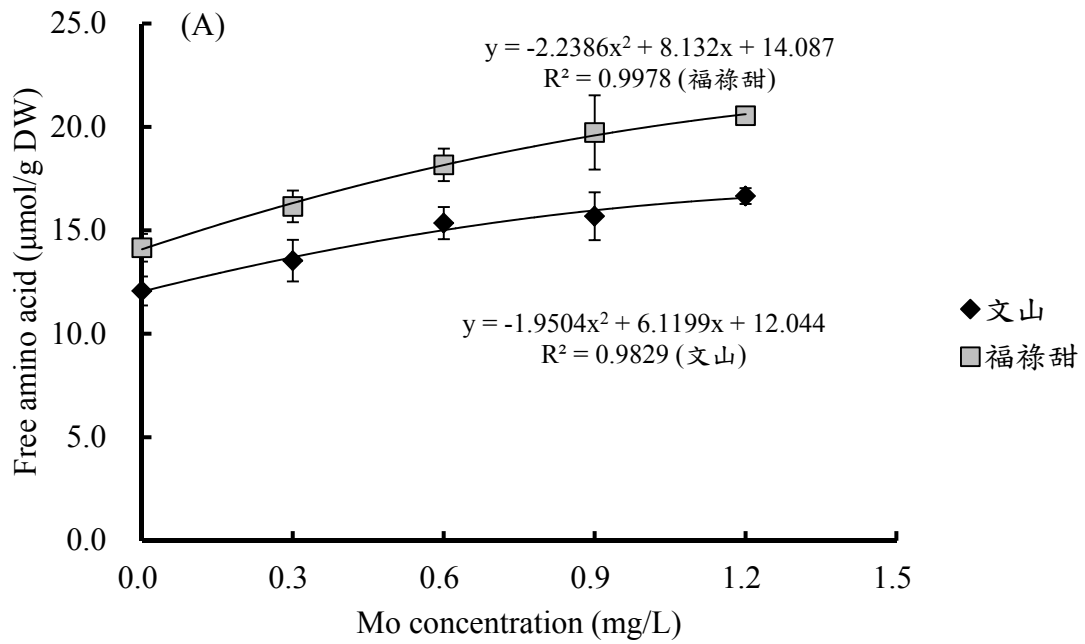 (A)
y = -2.2386x² + 8.132x + 14.087
R² = 0.9978 (福祿甜)
y = -1.9504x² + 6.1199x + 12.044
R² = 0.9829 (文山)
Free amino acid (μmol/g DW)
25.0
20.0
15.0
10.0
5.0
0.0
0.0 0.3 0.6 0.9 1.2 1.5
Mo concentration (mg/L)
文山
福祿甜